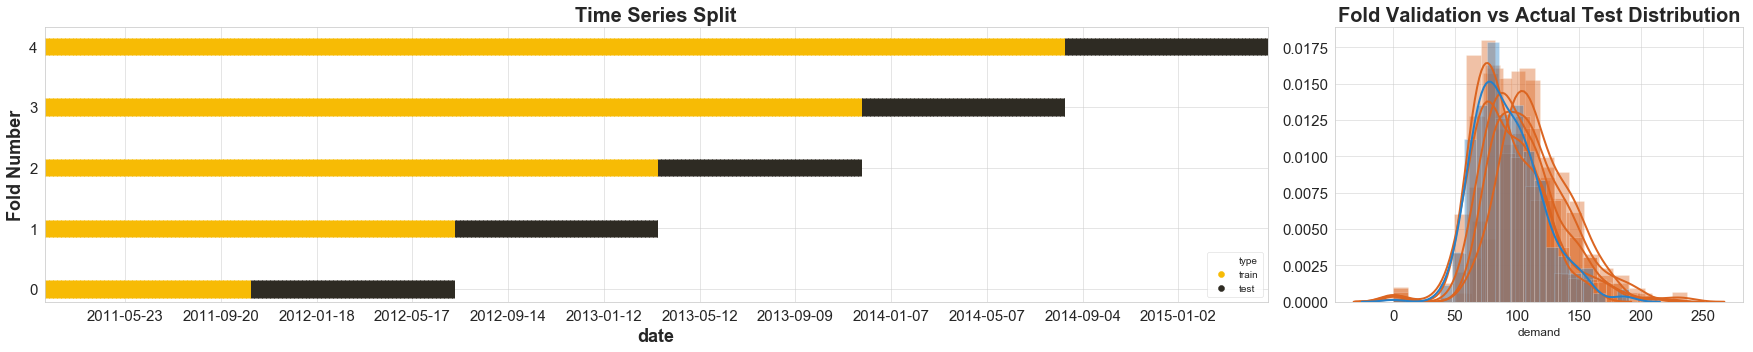 Time Series Split
4
3
2
1
0
Fold Number
2011-05-23 2011-09-20 2012-01-18 2012-05-17 2012-09-14 2013-01-12 2013-05-12 2013-09-09 2014-01-07 2014-05-07 2014-09-04 2015-01-02
date
type
train
test
Fold Validation vs Actual Test Distribution
0.0175
0.0150
0.0125
0.0100
0.0075
0.0050
0.0025
0.0000
0 50 100 150 200 250
demand